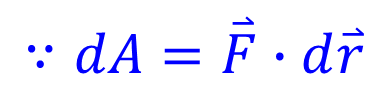 ∵ dA = F⃗ · dr⃗